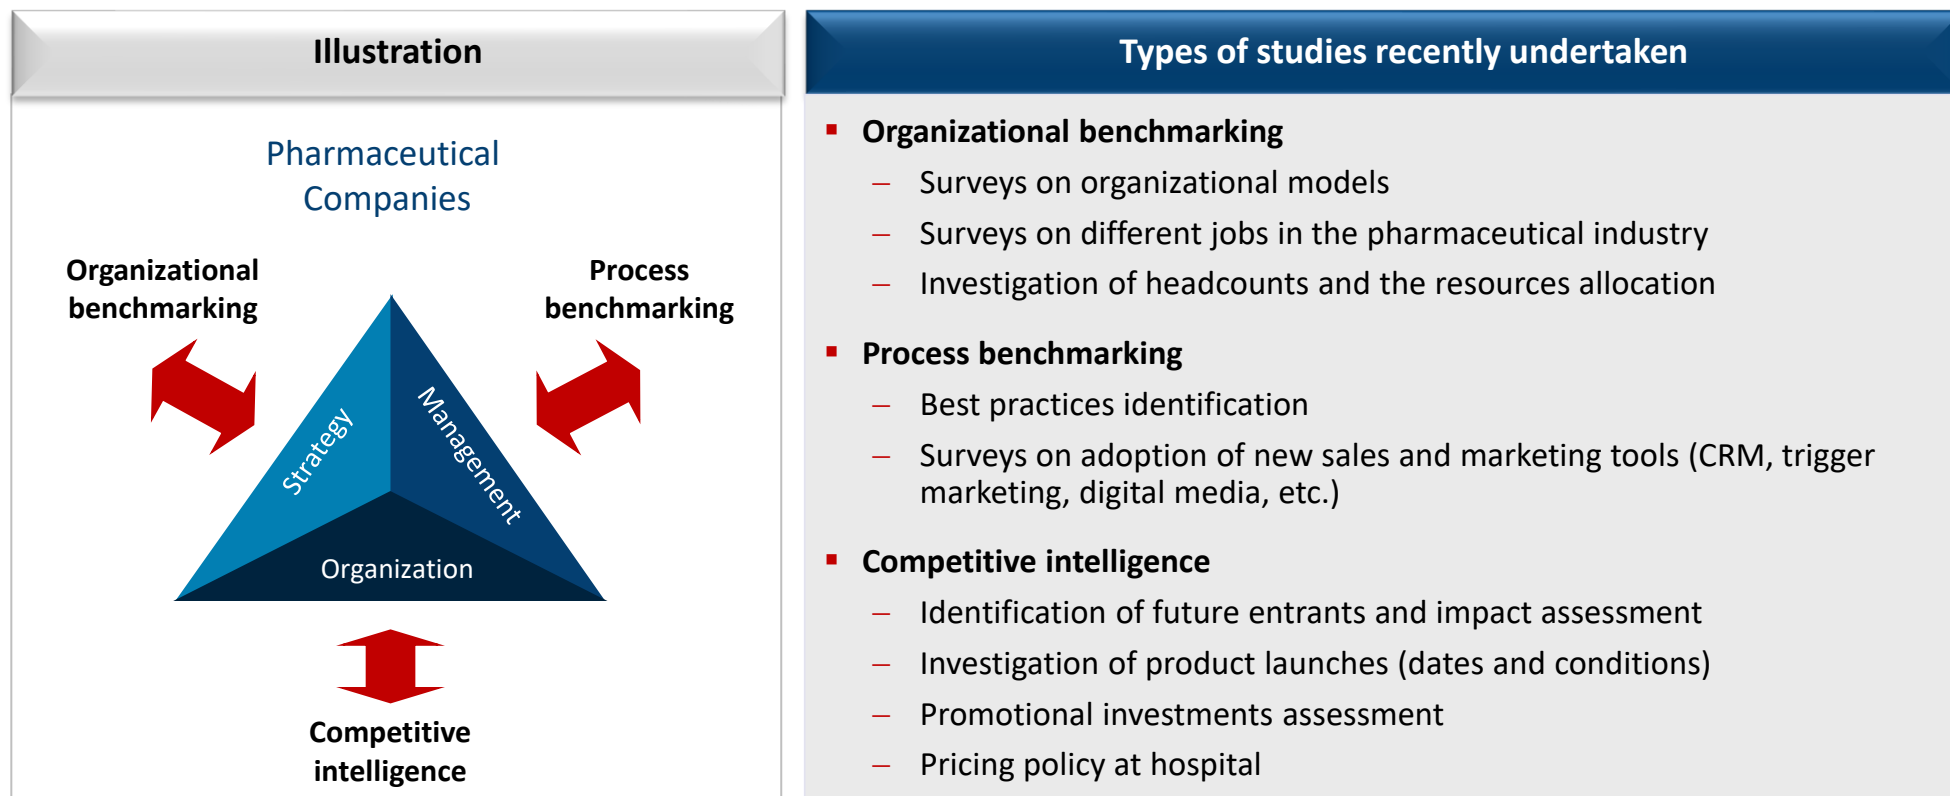 Illustration
Pharmaceutical
Companies
Organizational
benchmarking
Process
benchmarking
Strategy
Management
Organization
Competitive
intelligence
Types of studies recently undertaken
▪ Organizational benchmarking
– Surveys on organizational models
– Surveys on different jobs in the pharmaceutical industry
– Investigation of headcounts and the resources allocation
▪ Process benchmarking
– Best practices identification
– Surveys on adoption of new sales and marketing tools (CRM, trigger
marketing, digital media, etc.)
▪ Competitive intelligence
– Identification of future entrants and impact assessment
– Investigation of product launches (dates and conditions)
– Promotional investments assessment
– Pricing policy at hospital